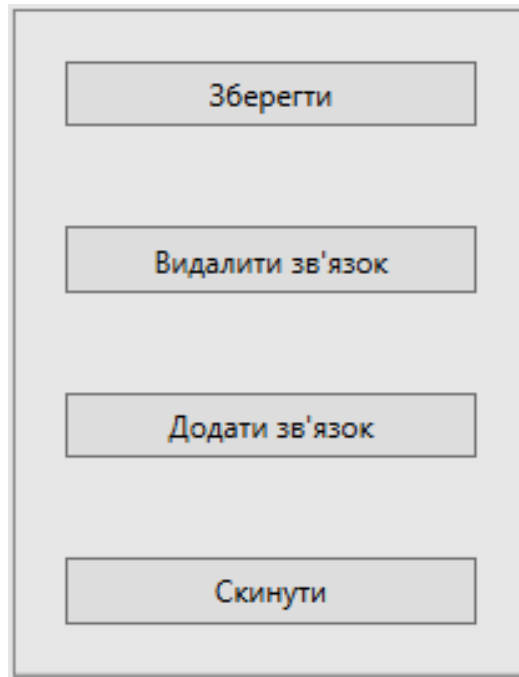 Зберегти
Видалити зв'язок
Додати зв'язок
Скинути